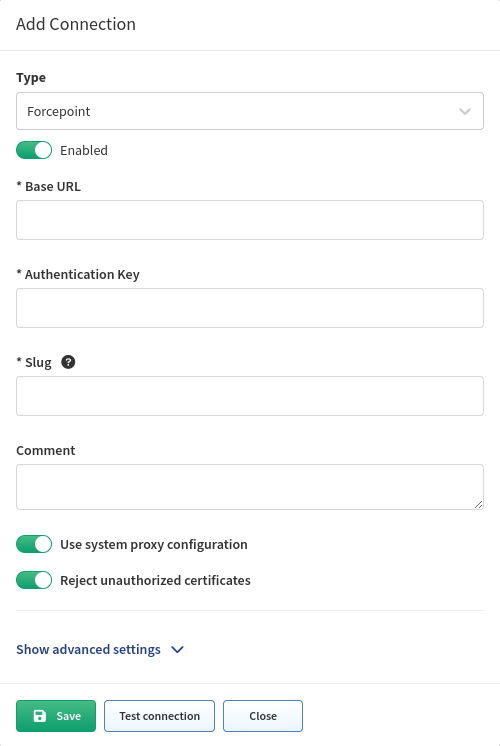 Add Connection
Type
Forcepoint
Enabled
* Base URL
* Authentication Key
* Slug ?
Comment
Use system proxy configuration
Reject unauthorized certificates
Show advanced settings
Save Test connection Close